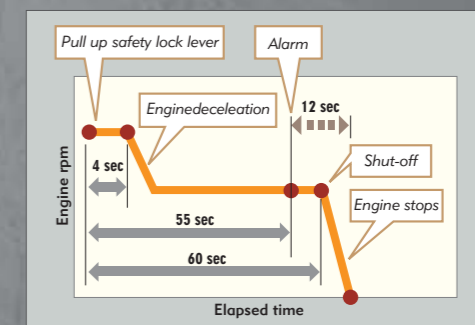 Pull up safety lock lever
Alarm
Enginedeceleation
12 sec
4 sec
Shut-off
Engine stops
55 sec
60 sec
Engine rpm
Elapsed time